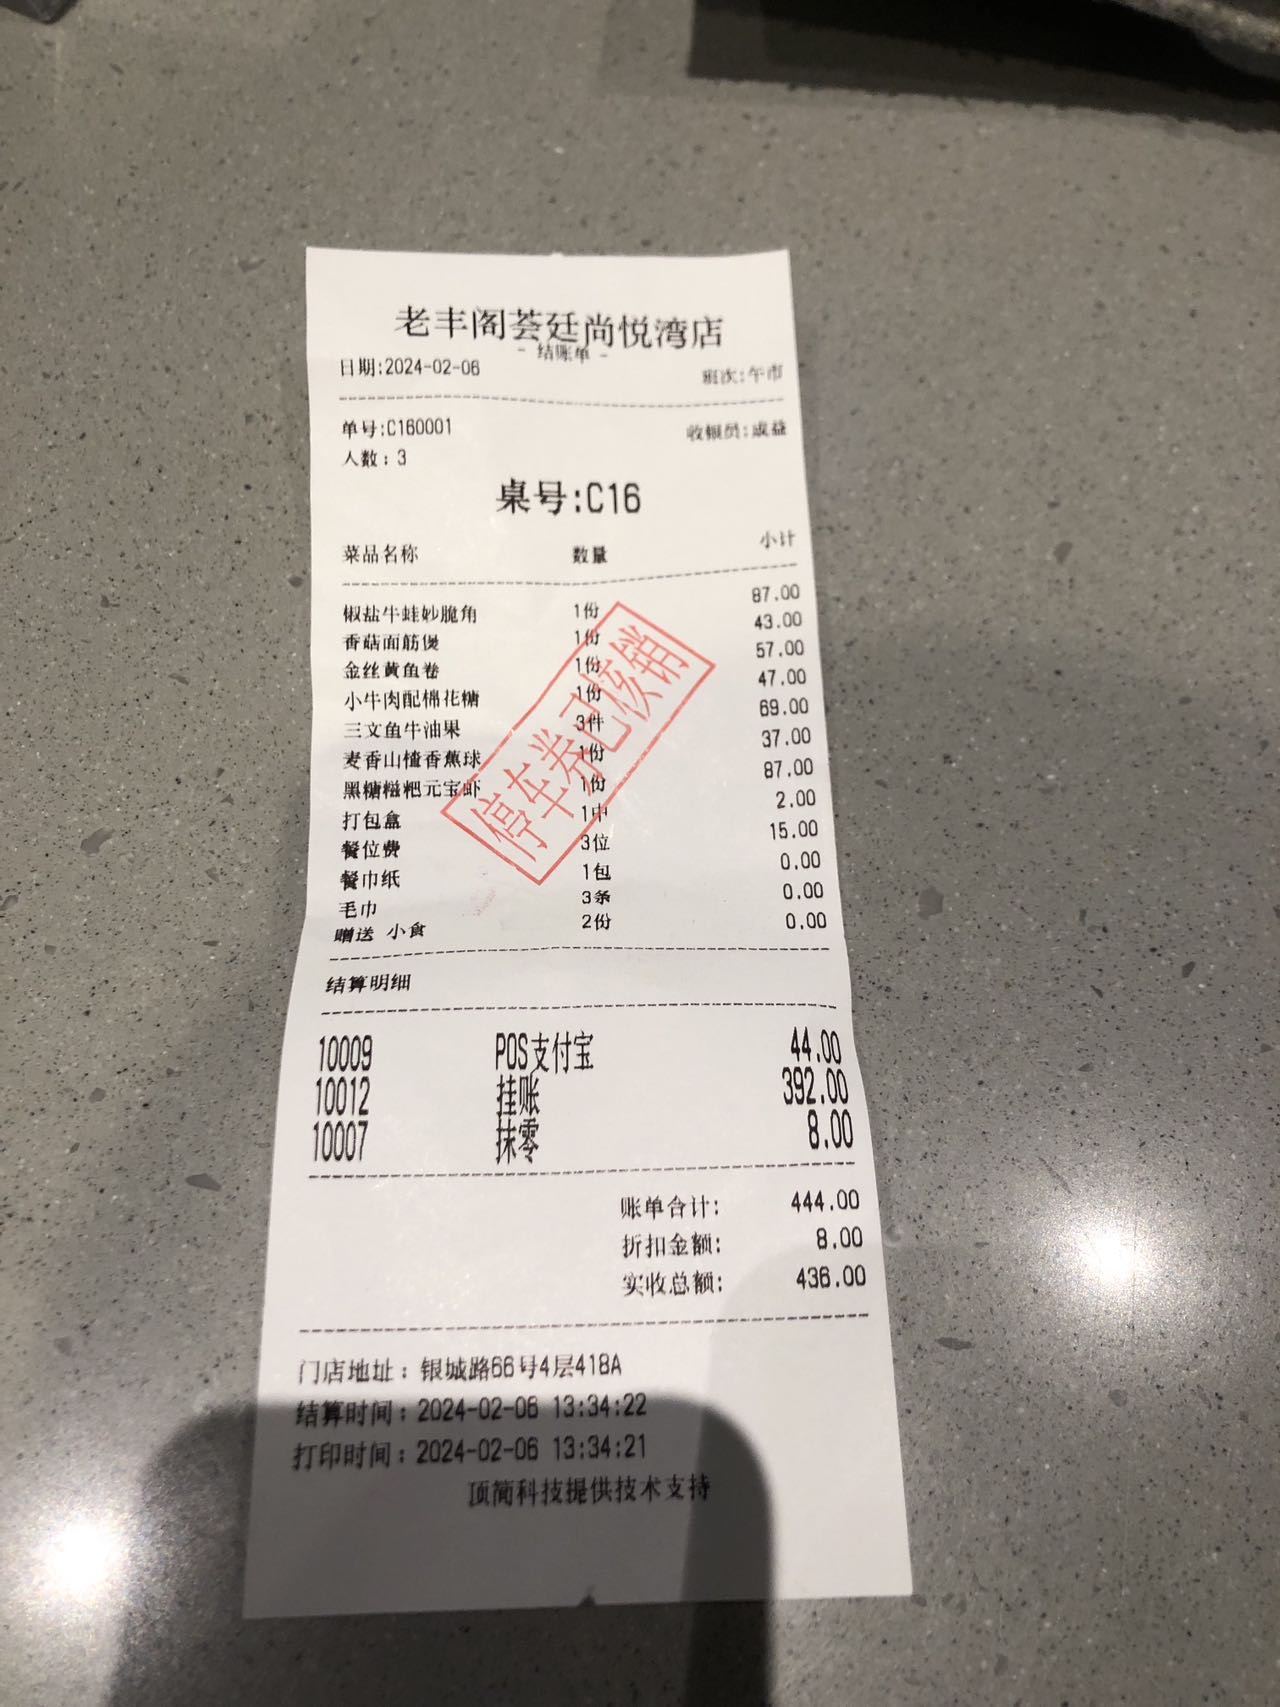 老丰阁荟廷尚悦湾店
- 结账单 -
日期:2024-02-06 班次:午市
单号:C160001 收银员:成益
人数:3
桌号:C16
菜品名称 数量 小计
椒盐牛蛙妙脆角 1份 87.00
香菇面筋煲 1份 43.00
金丝黄鱼卷 1份 57.00
小牛肉配棉花糖 1份 47.00
三文鱼牛油果 3件 69.00
麦香山楂香蕉球 1份 37.00
黑糖糍粑元宝虾 1份 87.00
打包盒 1中 2.00
餐位费 3位 15.00
餐巾纸 1包 0.00
毛巾 3条 0.00
赠送 小食 2份 0.00
停车券已核销
结算明细
10009 POS支付宝 44.00
10012 挂账 392.00
10007 抹零 8.00
账单合计: 444.00
折扣金额: 8.00
实收总额: 436.00
门店地址:银城路66号4层418A
结算时间:2024-02-06 13:34:22
打印时间:2024-02-06 13:34:21
顶简科技提供技术支持